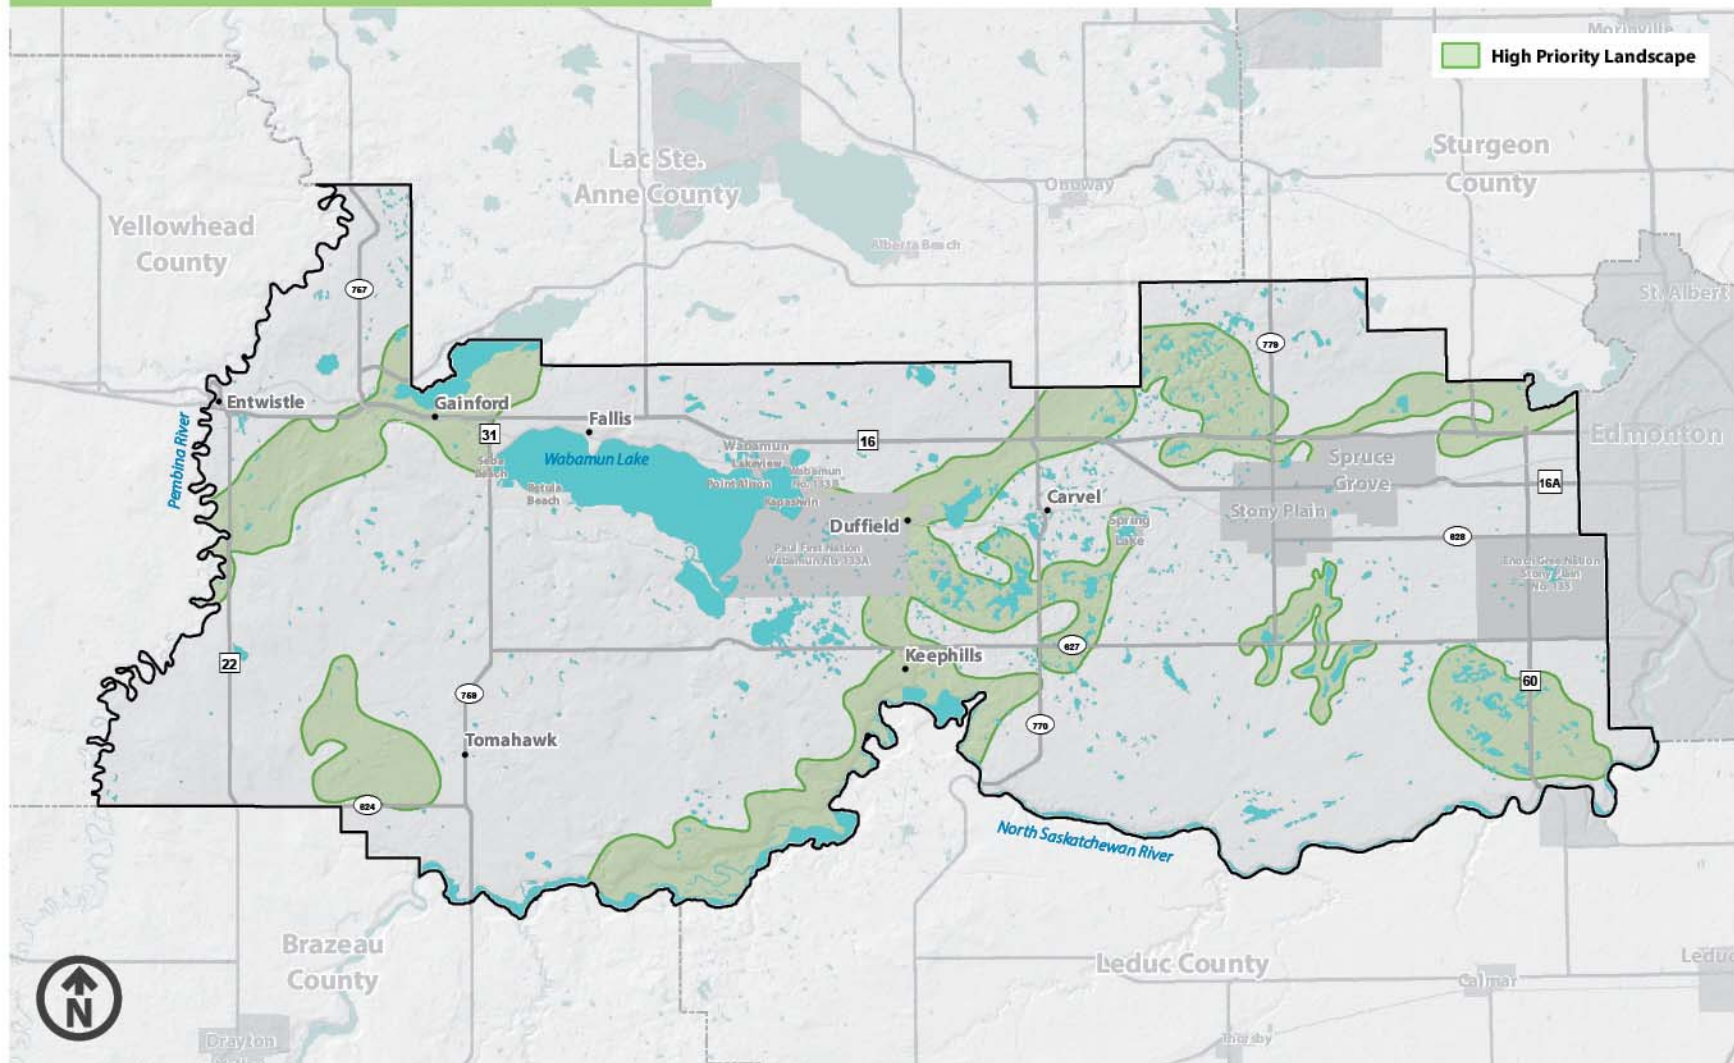 Morinville
High Priority Landscape
Sturgeon
County
Lac Ste.
Anne County
Onoway
Yellowhead
County
Alberta Beach
St. Albert
757
779
Entwistle
Gainford
Fallis
31
16
Pembina River
Wabamun Lake
Seba
Beach
Betula
Beach
Wabamun
Lakeview
Point Alison
Wabamun
No. 133B
Kapasiwin
Edmonton
Spruce
Grove
16A
Stony Plain
Carvel
Duffield
Spring
Lake
Paul First Nation
Wabamun No. 133A
628
Enoch Cree Nation
Stony Plain
No. 135
22
627
Keephills
60
759
770
Tomahawk
624
North Saskatchewan River
Brazeau
County
Leduc County
Leduc
Calmar
N
Drayton
Thorsby